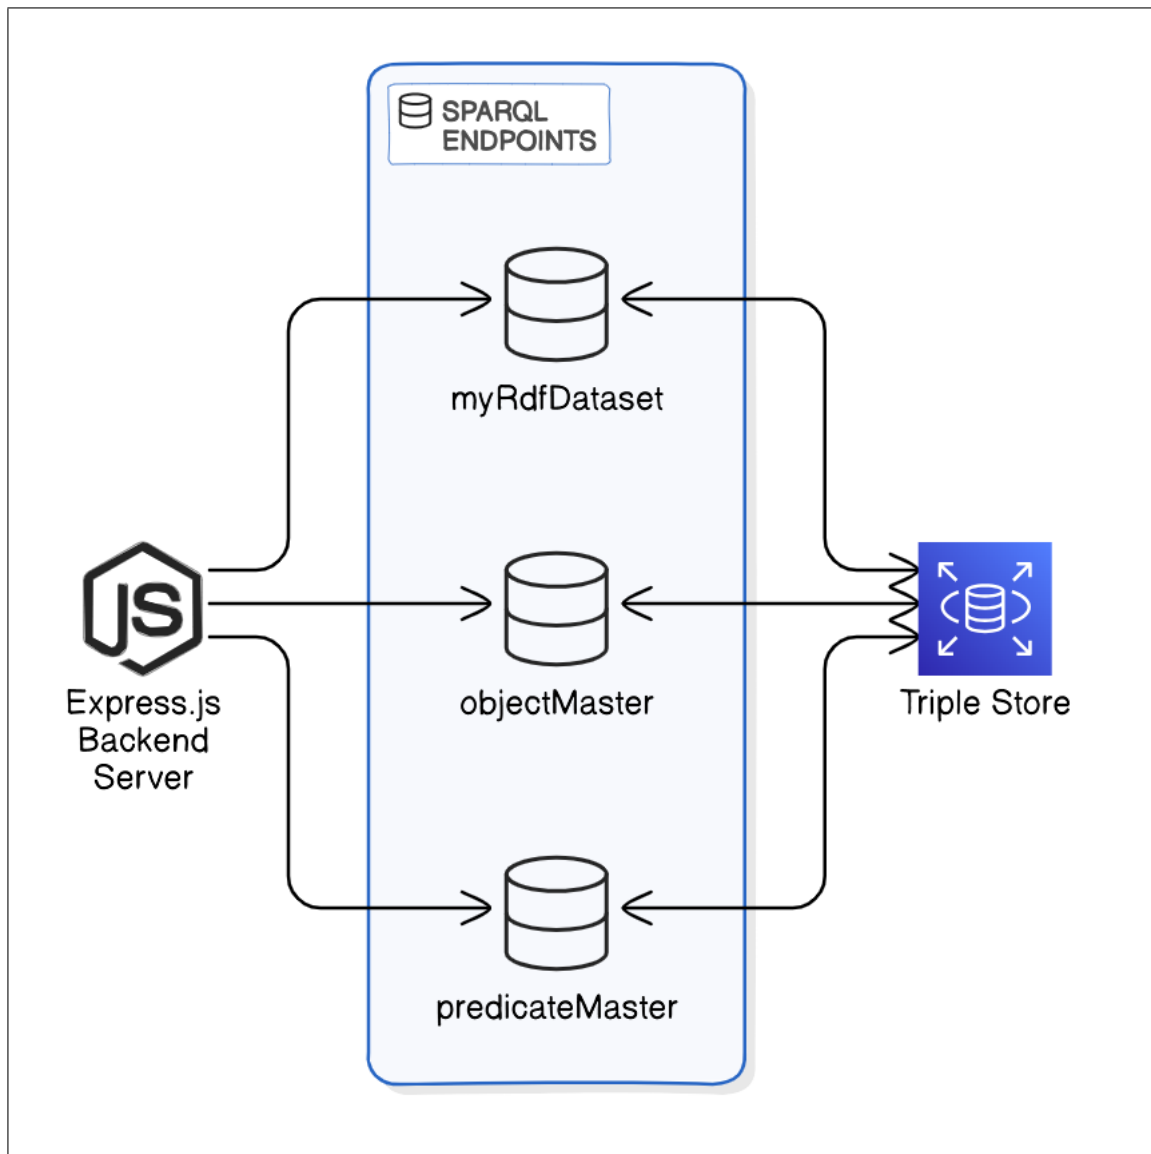 SPARQL
ENDPOINTS
myRdfDataset
JS
Express.js
Backend
Server
objectMaster
Triple Store
predicateMaster